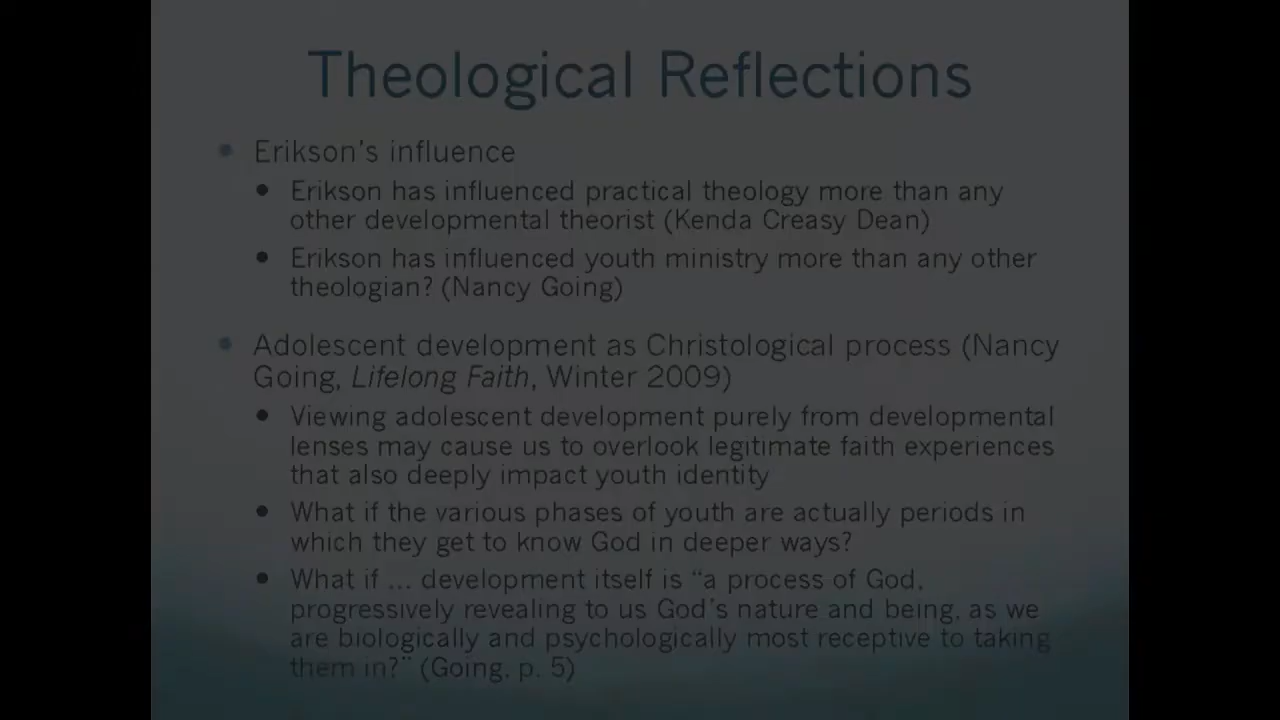 Theological Reflections
• Erikson's influence
• Erikson has influenced practical theology more than any
other developmental theorist (Kenda Creasy Dean)
• Erikson has influenced youth ministry more than any other
theologian? (Nancy Going)
• Adolescent development as Christological process (Nancy
Going, Lifelong Faith, Winter 2009)
• Viewing adolescent development purely from developmental
lenses may cause us to overlook legitimate faith experiences
that also deeply impact youth identity
• What if the various phases of youth are actually periods in
which they get to know God in deeper ways?
• What if ... development itself is “a process of God,
progressively revealing to us God's nature and being, as we
are biologically and psychologically most receptive to taking
them in?” (Going, p. 5)